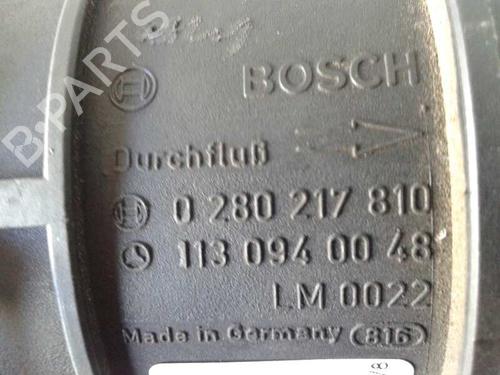 BOSCH
Durchfluß
0 280 217 810
113 094 00 48
LM 0022
Made in Germany 816
B-PARTS